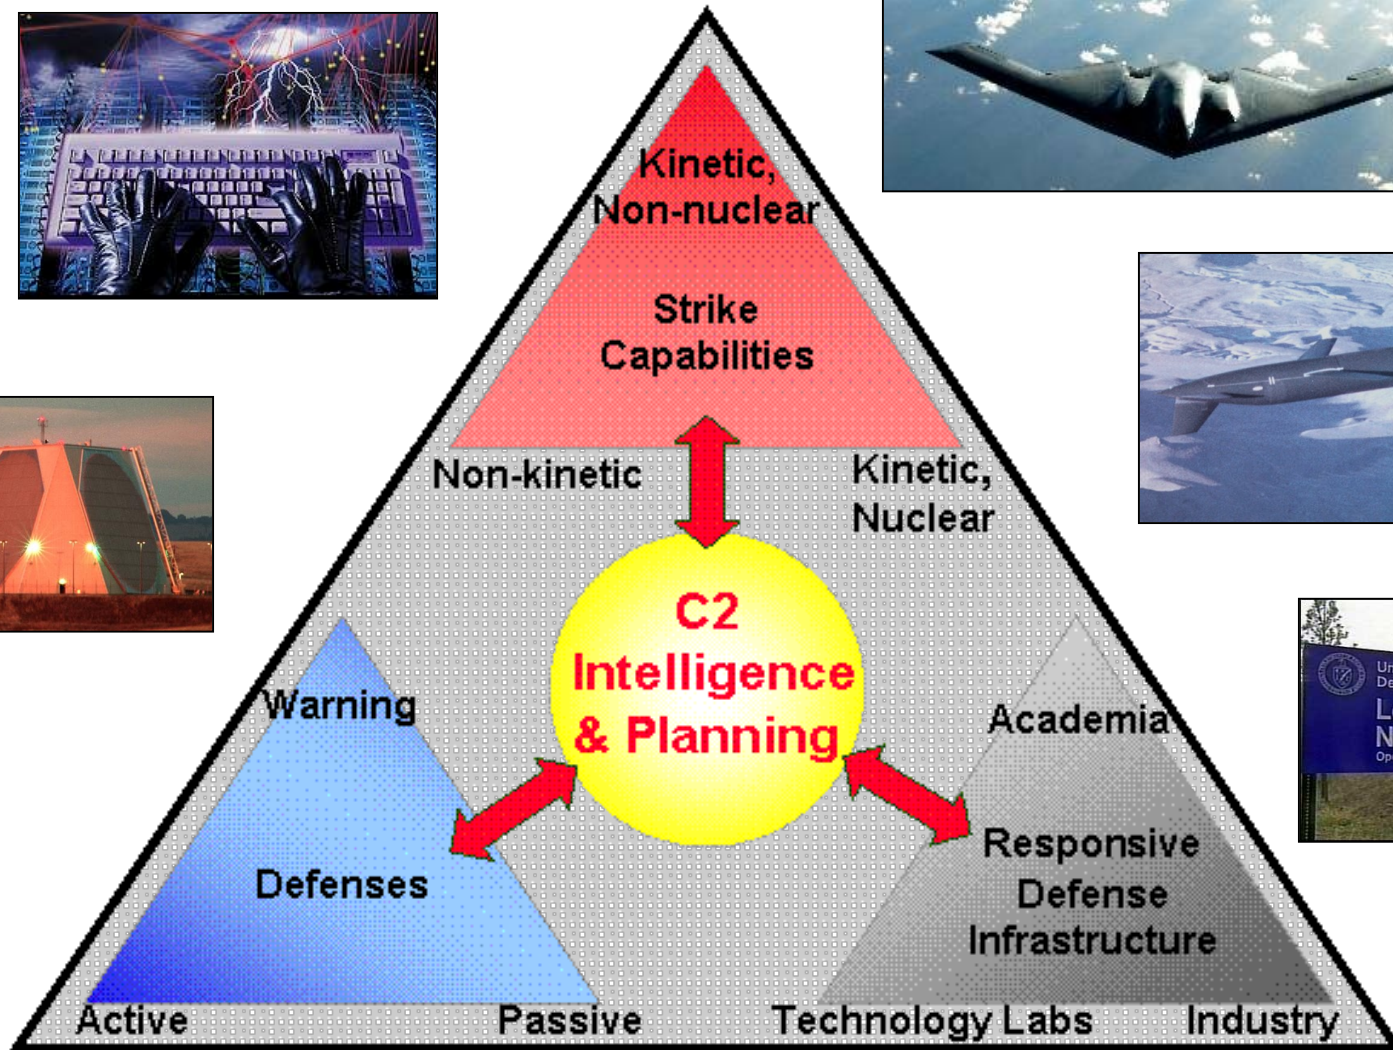 Kinetic,
Non-nuclear
Strike
Capabilities
Non-kinetic
Kinetic,
Nuclear
C2
Intelligence
& Planning
Warning
Defenses
Active
Passive
Academia
Responsive
Defense
Infrastructure
Technology Labs
Industry